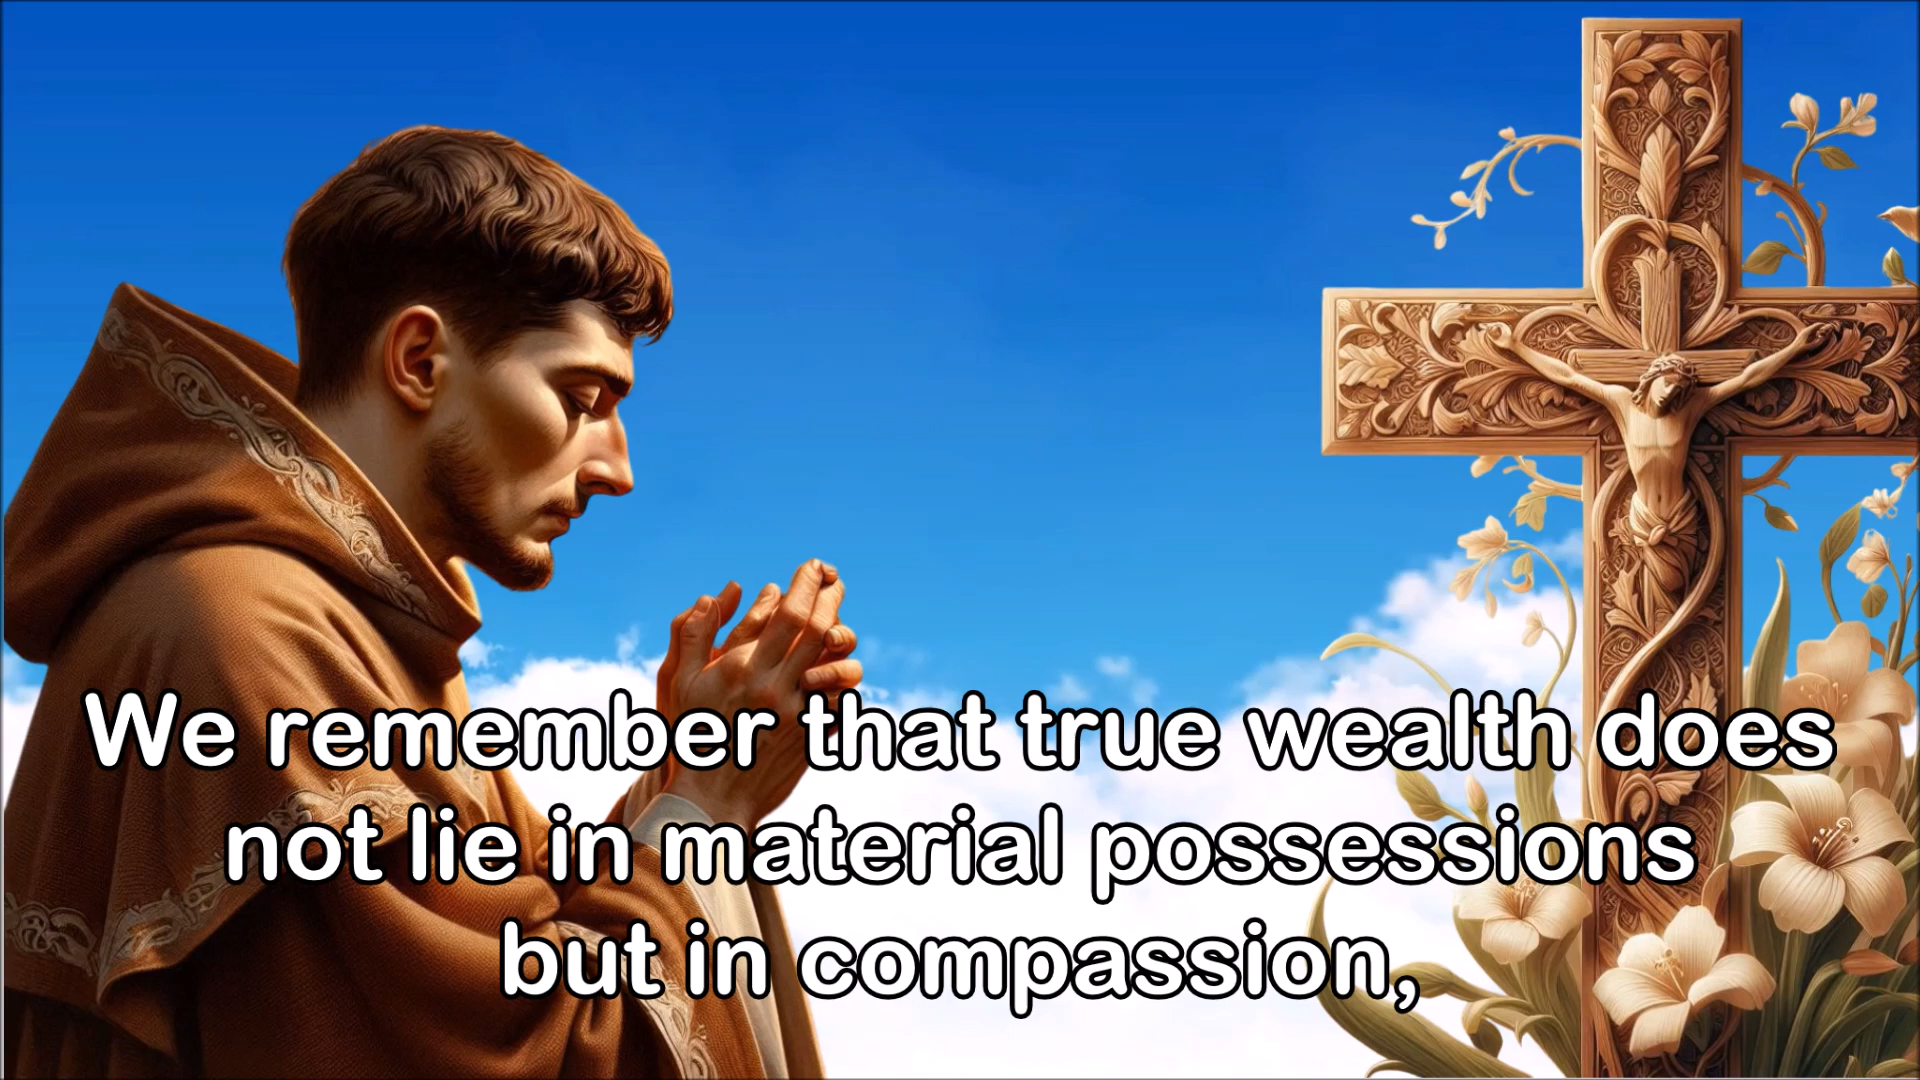 We remember that true wealth does
not lie in material possessions
but in compassion,